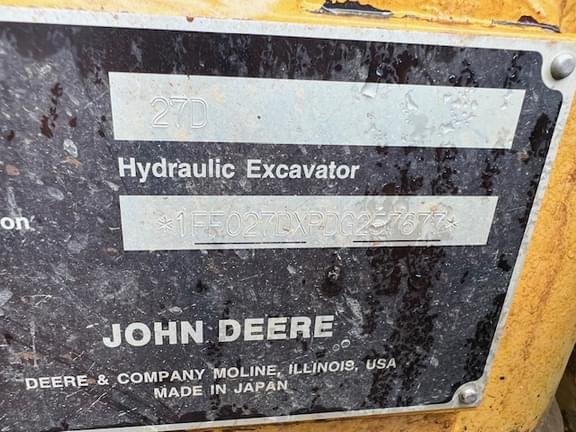 27D
Hydraulic Excavator
on
*1FF027DXPDG257677*
JOHN DEERE
DEERE & COMPANY MOLINE, ILLINOIS, USA
MADE IN JAPAN